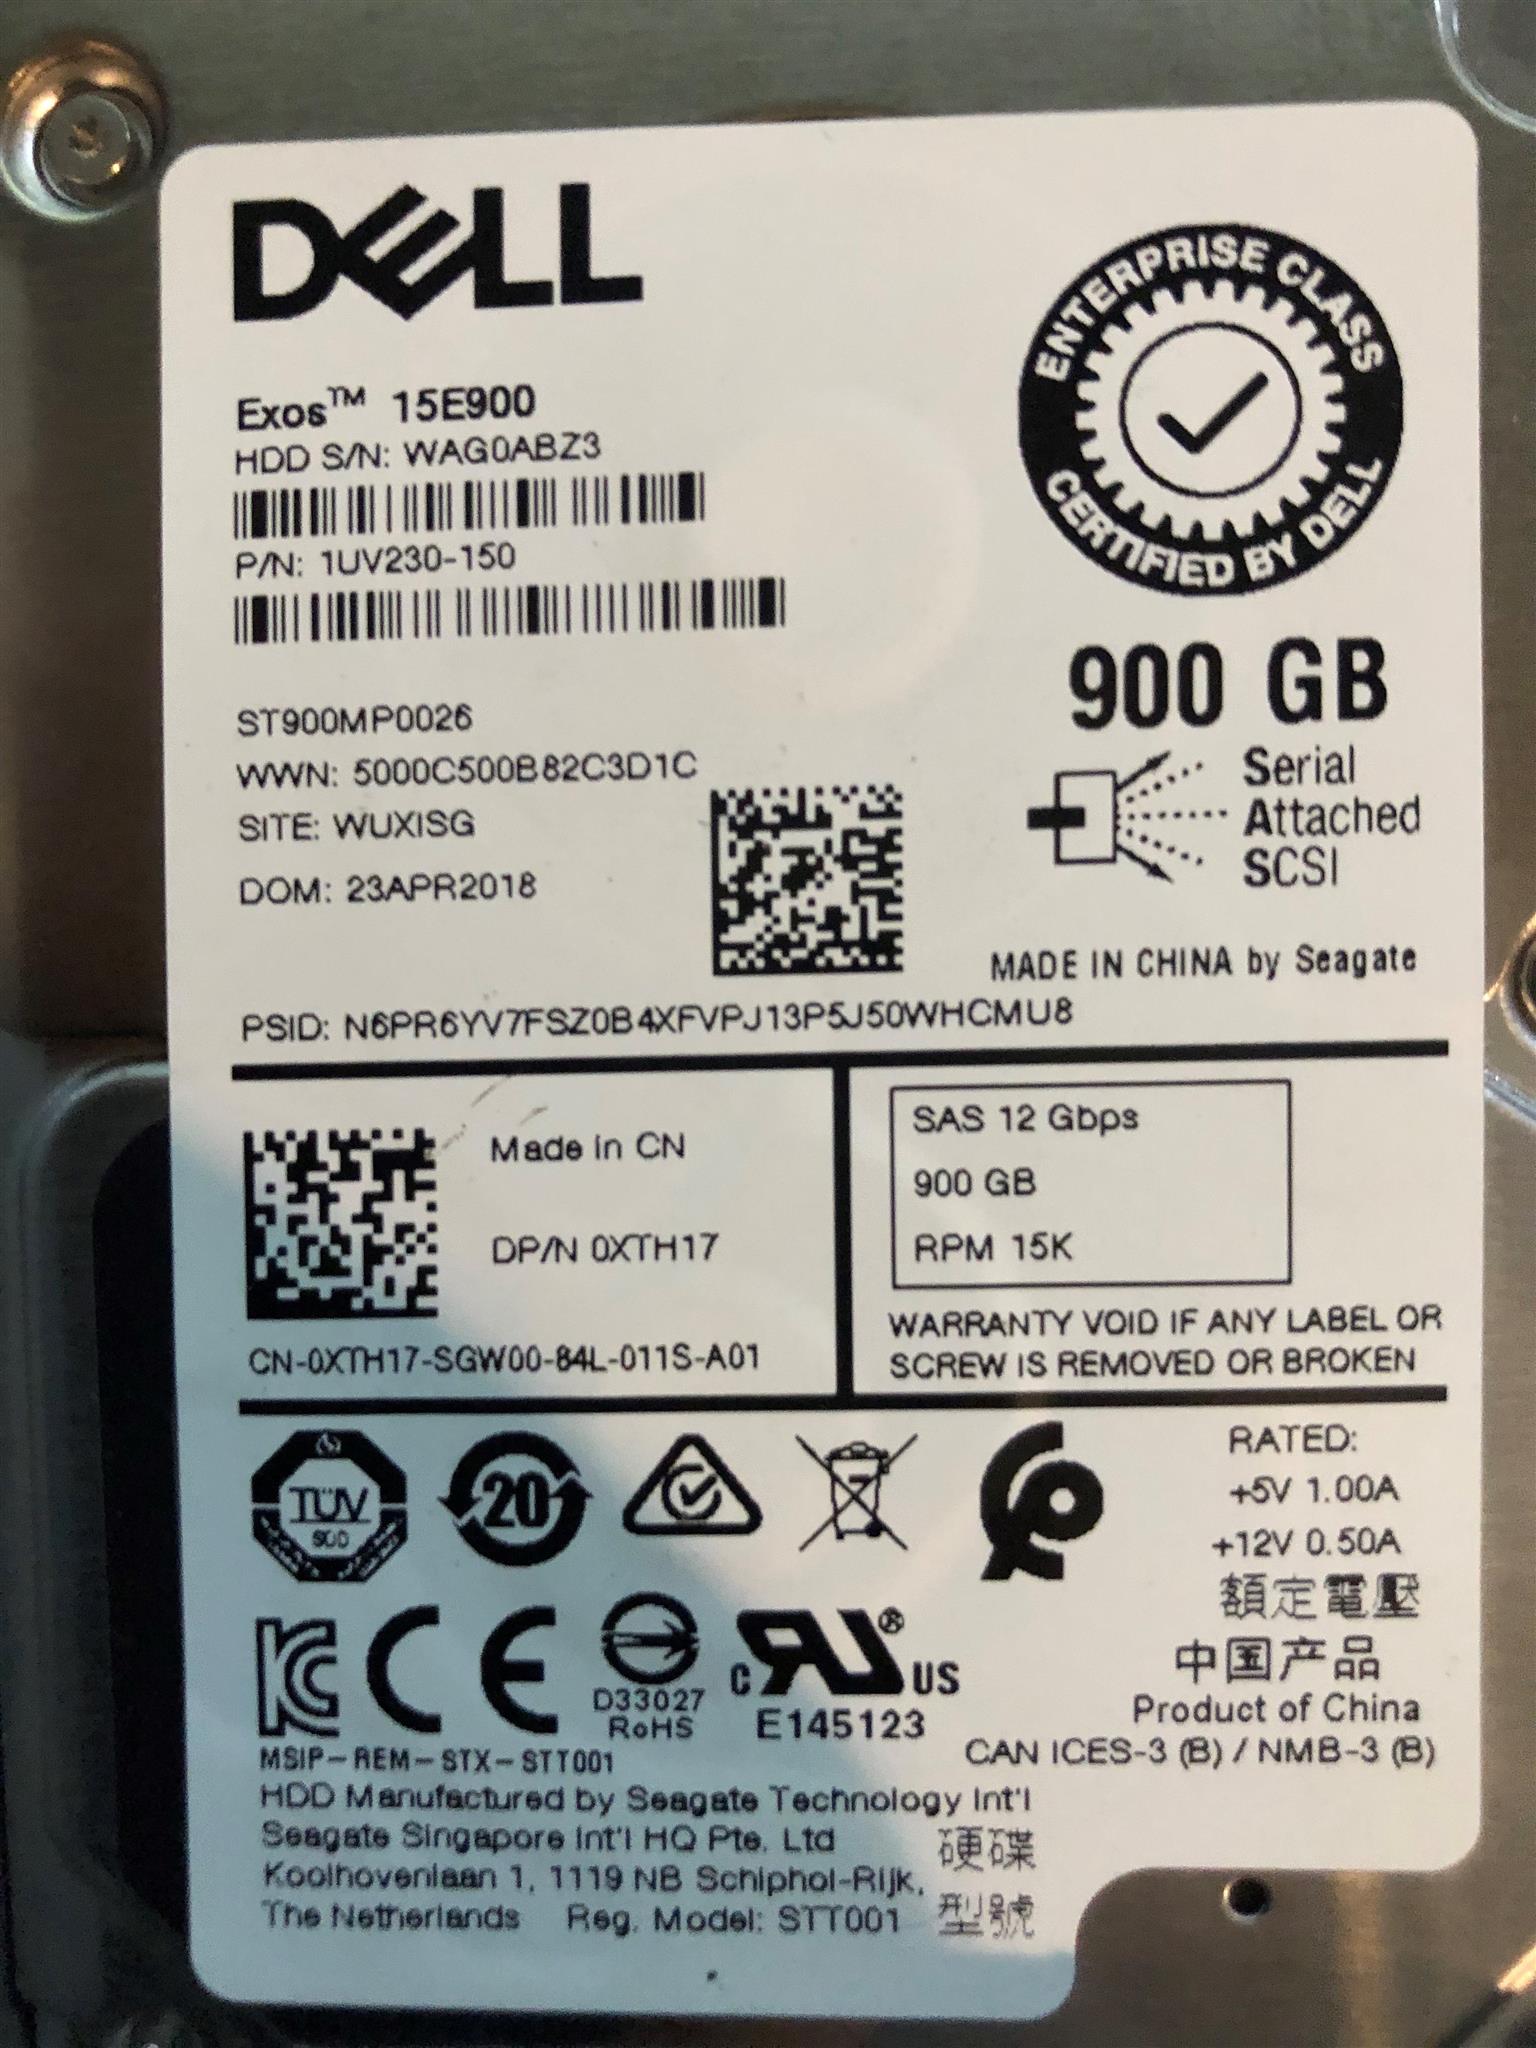 DELL
ENTERPRISE CLASS
CERTIFIED BY DELL
Exos™ 15E900
HDD S/N: WAG0ABZ3
P/N: 1UV230-150
900 GB
ST900MP0026
WWN: 5000C500B82C3D1C
SITE: WUXISG
DOM: 23APR2018
Serial
Attached
SCSI
MADE IN CHINA by Seagate
PSID: N6PR6YV7FSZ0B4XFVPJ13P5J50WHCMU8
Made in CN
DP/N 0XTH17
CN-0XTH17-SGW00-84L-011S-A01
SAS 12 Gbps
900 GB
RPM 15K
WARRANTY VOID IF ANY LABEL OR
SCREW IS REMOVED OR BROKEN
TÜV
SÜD
20
RATED:
+5V 1.00A
+12V 0.50A
額定電壓
中国产品
Product of China
CAN ICES-3 (B) / NMB-3 (B)
CE
D33027
RoHS
c RU ® US
E145123
MSIP-REM-STX-STT001
HDD Manufactured by Seagate Technology Int'l
Seagate Singapore Int'l HQ Pte. Ltd
Koolhovenlaan 1, 1119 NB Schiphol-Rijk,
The Netherlands Reg. Model: STT001
硬碟
型號